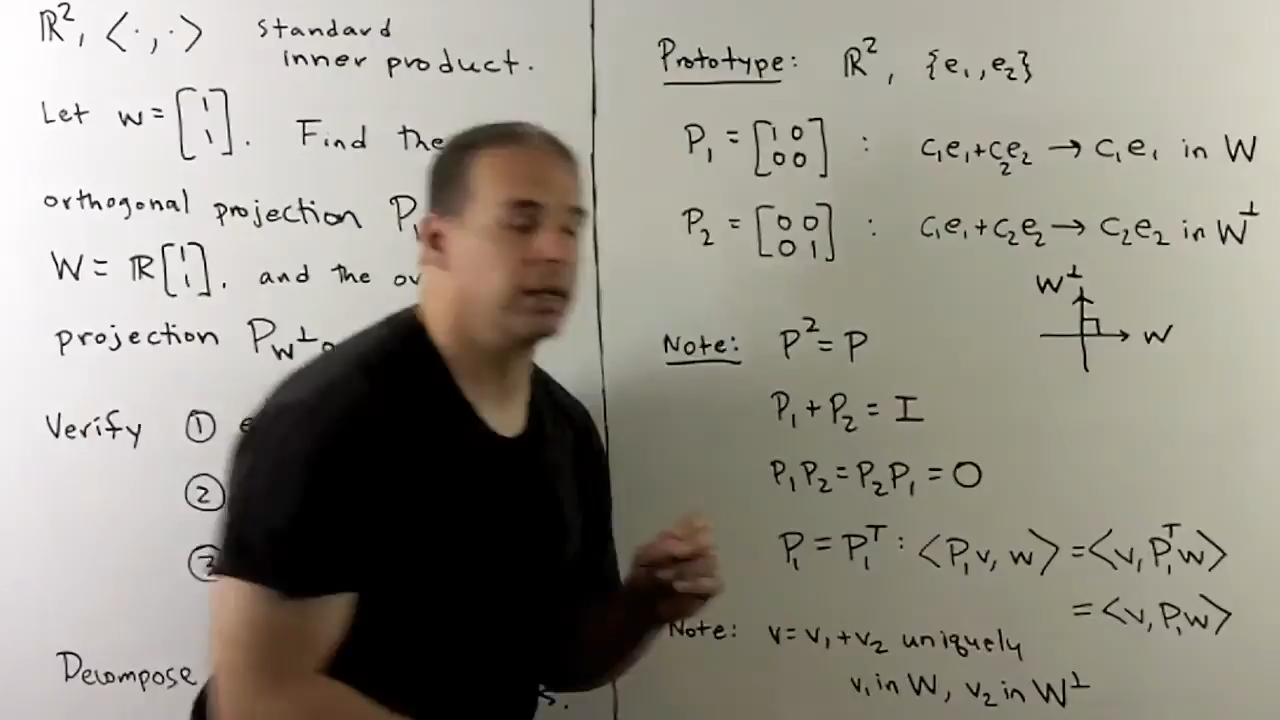 ℝ², ⟨·,·⟩ standard
inner product.
Let w = [1 1]. Find the
orthogonal projection P
W = ℝ[1 1], and the
projection P_W⊥
Verify ①
②
③
Decompose
Prototype: ℝ², {e₁, e₂}
P₁ = [1 0 0 0] : c₁e₁+c₂e₂ → c₁e₁ in W
P₂ = [0 0 0 1] : c₁e₁+c₂e₂ → c₂e₂ in W⊥
W⊥
W
Note: P² = P
P₁ + P₂ = I
P₁P₂ = P₂P₁ = O
P₁ = P₁ᵀ : ⟨P₁v, w⟩ = ⟨v, P₁ᵀw⟩
= ⟨v, P₁w⟩
Note: v = v₁ + v₂ uniquely
v₁ in W, v₂ in W⊥